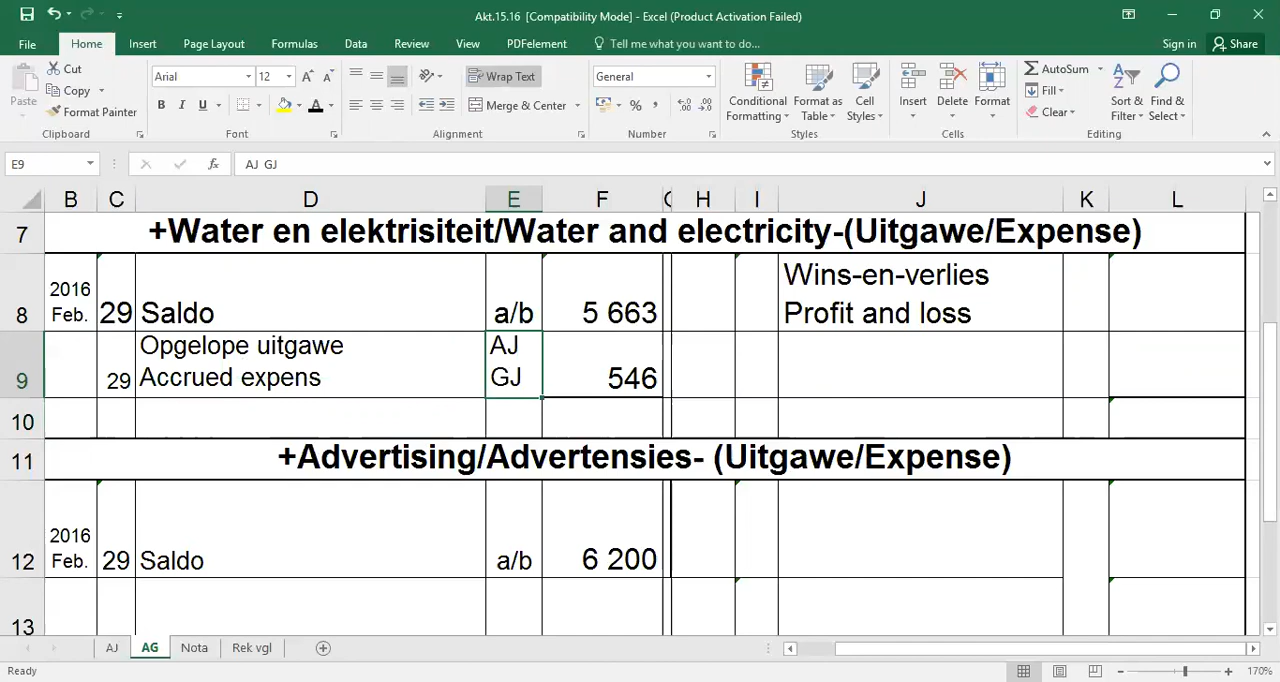 Akt.15.16 [Compatibility Mode] - Excel (Product Activation Failed)
File Home Insert Page Layout Formulas Data Review View PDFelement Tell me what you want to do... Sign in Share
Paste Cut Copy Format Painter Clipboard
Arial 12 A A B I U A Font
Wrap Text Merge & Center Alignment
General % , Number
Conditional Formatting Format as Table Cell Styles Styles
Insert Delete Format Cells
AutoSum Fill Clear Sort & Filter Find & Select Editing
E9 fx AJ GJ
B C D E F H I J K L
7 +Water en elektrisiteit/Water and electricity-(Uitgawe/Expense)
8 2016 Feb. 29 Saldo a/b 5 663 Wins-en-verlies Profit and loss
9 29 Opgelope uitgawe Accrued expens AJ GJ 546
10
11 +Advertising/Advertensies- (Uitgawe/Expense)
12 2016 Feb. 29 Saldo a/b 6 200
13
AJ AG Nota Rek vgl
Ready 170%